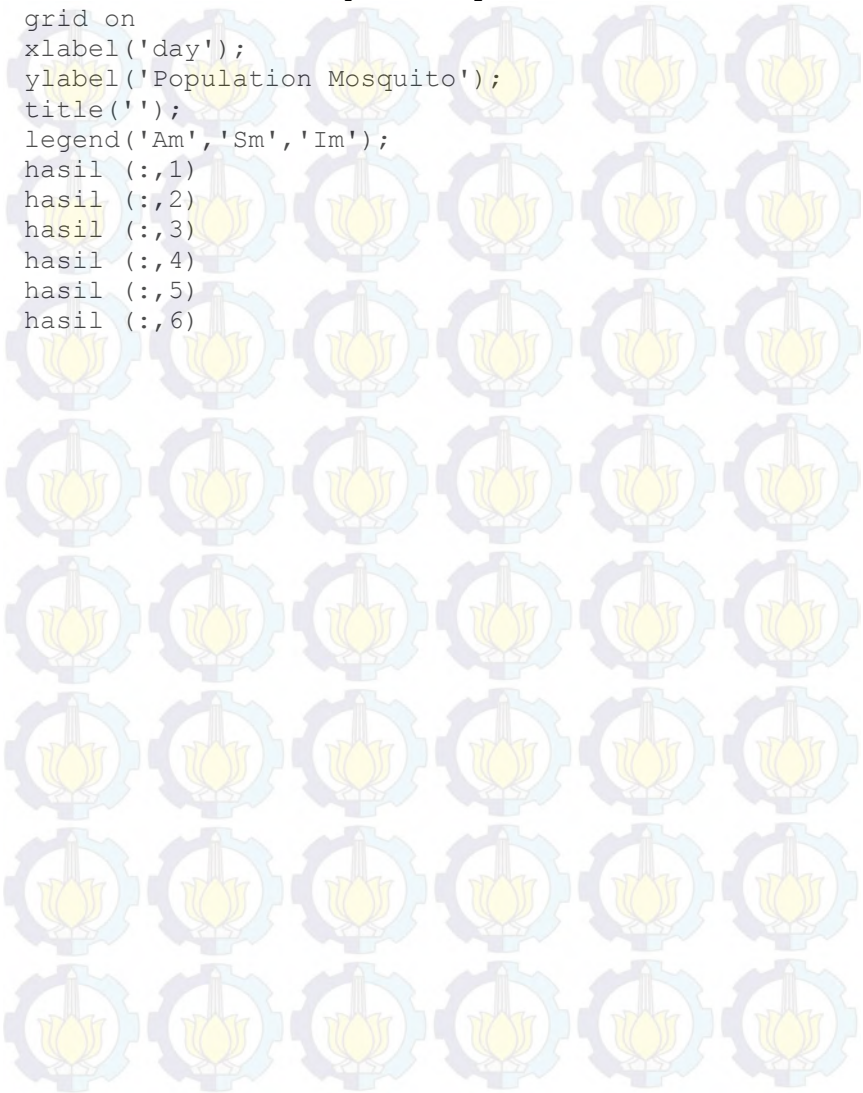 grid on
xlabel('day');
ylabel('Population Mosquito');
title('');
legend('Am','Sm','Im');
hasil (:,1)
hasil (:,2)
hasil (:,3)
hasil (:,4)
hasil (:,5)
hasil (:,6)